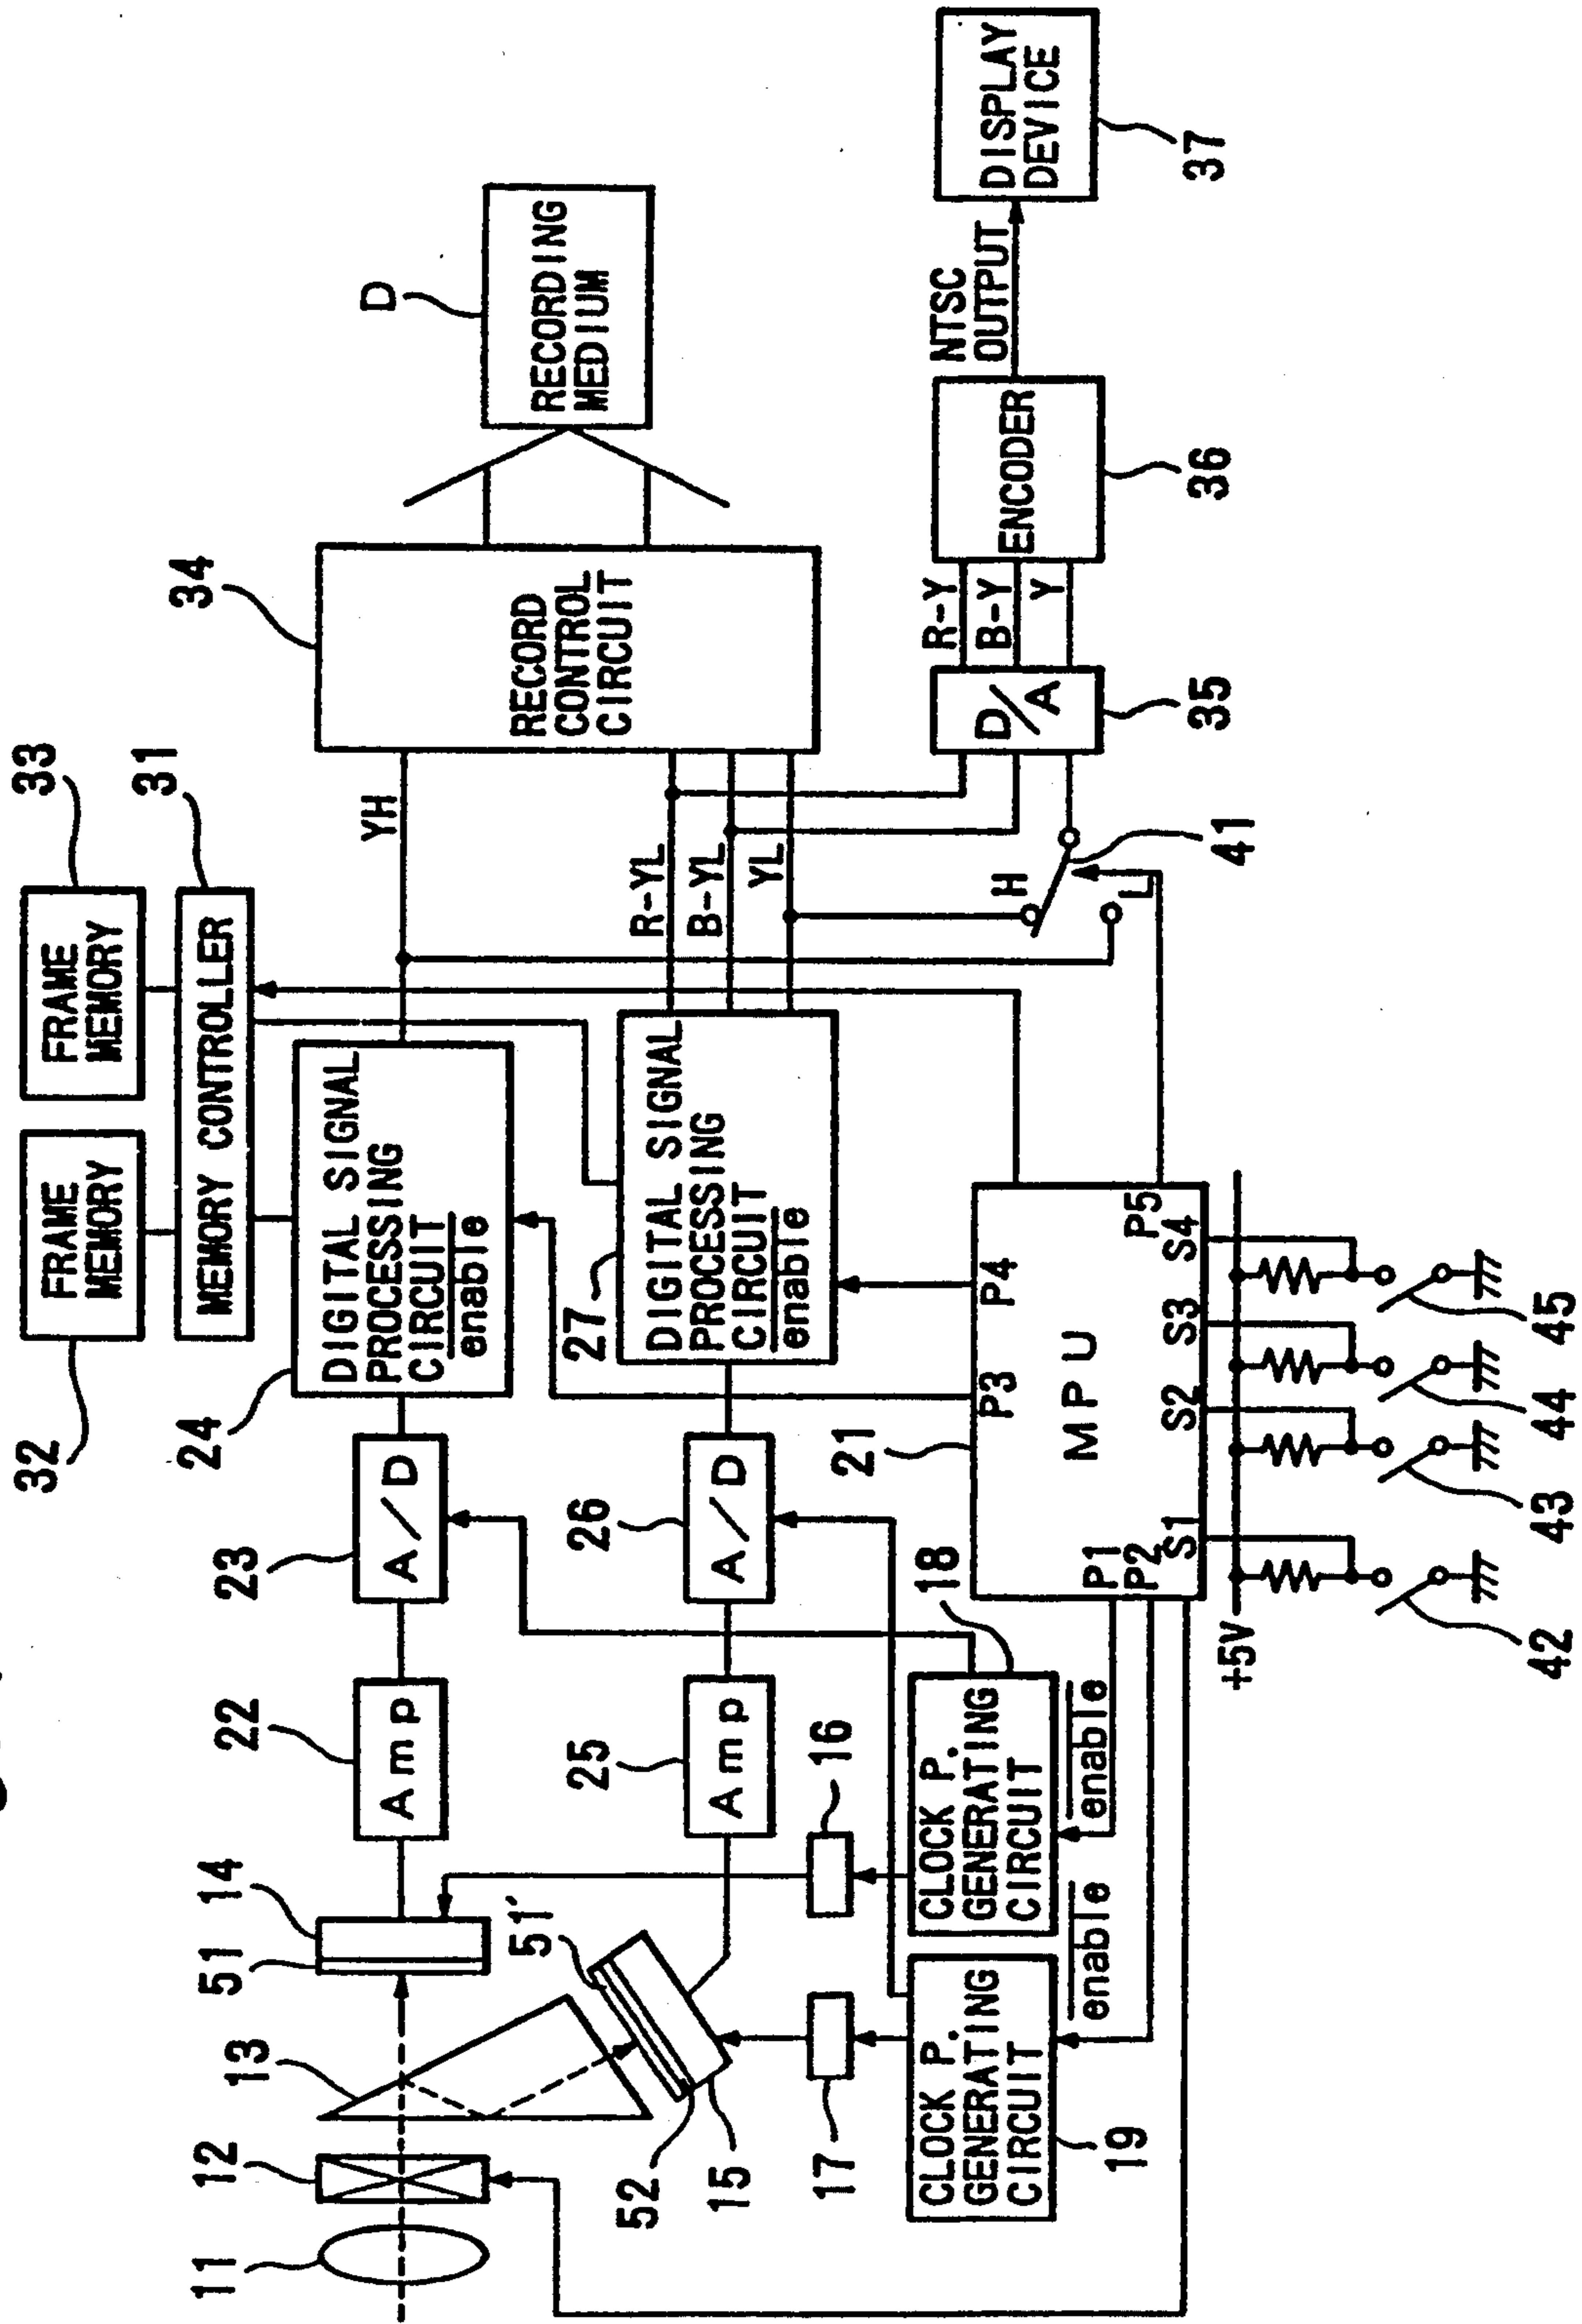 33
FRAME
MEMORY
32
FRAME
MEMORY
31
MEMORY CONTROLLER
24
DIGITAL SIGNAL
PROCESSING
CIRCUIT
enable
34
RECORD
CONTROL
CIRCUIT
D
RECORDING
MEDIUM
YH
R-YL
B-YL
YL
11
12
13
51
14
22
Amp
23
A/D
52
15
51'
25
Amp
26
A/D
27
DIGITAL SIGNAL
PROCESSING
CIRCUIT
enable
H
L
41
D/A
35
R-Y
B-Y
Y
ENCODER
36
NTSC
OUTPUT
DISPLAY
DEVICE
37
17
16
CLOCK P.
GENERATING
CIRCUIT
19
enable
CLOCK P.
GENERATING
CIRCUIT
18
enable
21
MPU
P1
P2
P3
P4
P5
S1
S2
S3
S4
+5V
42
43
44
45